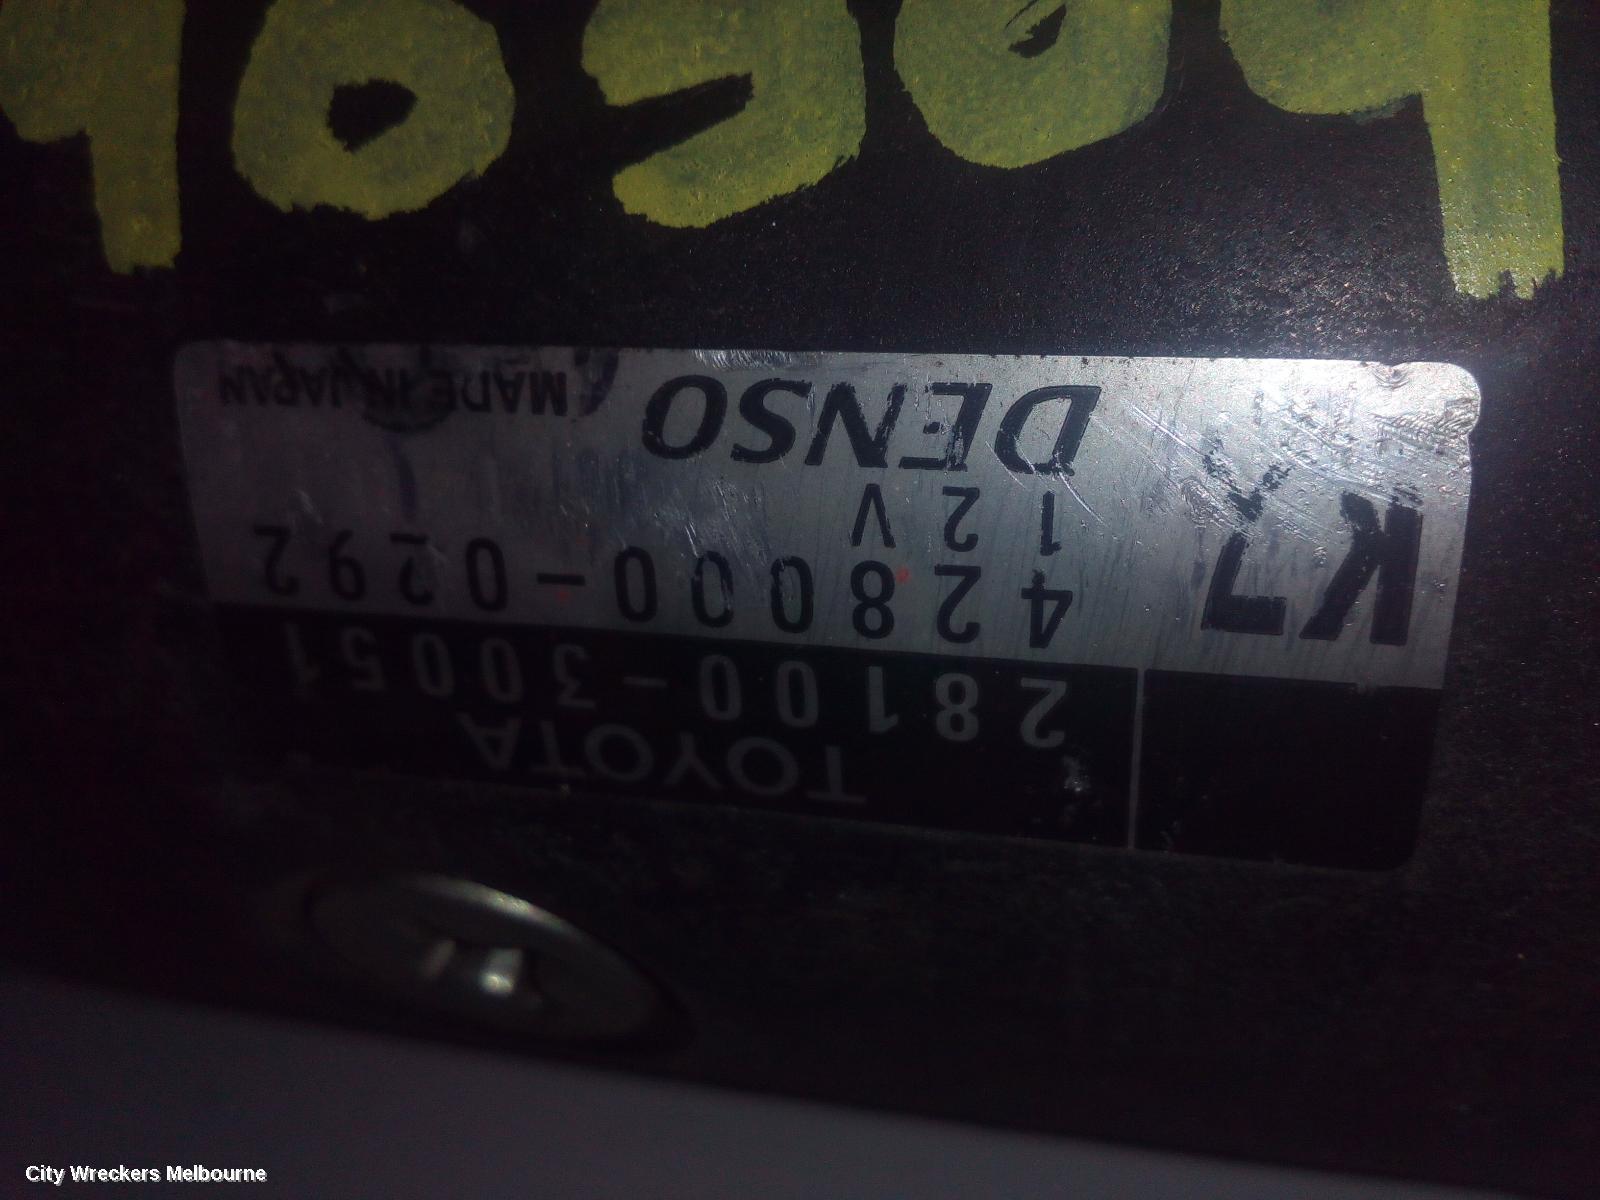 TOYOTA
28100-30051
K7
428000-0292
12V
DENSO MADE IN JAPAN
City Wreckers Melbourne